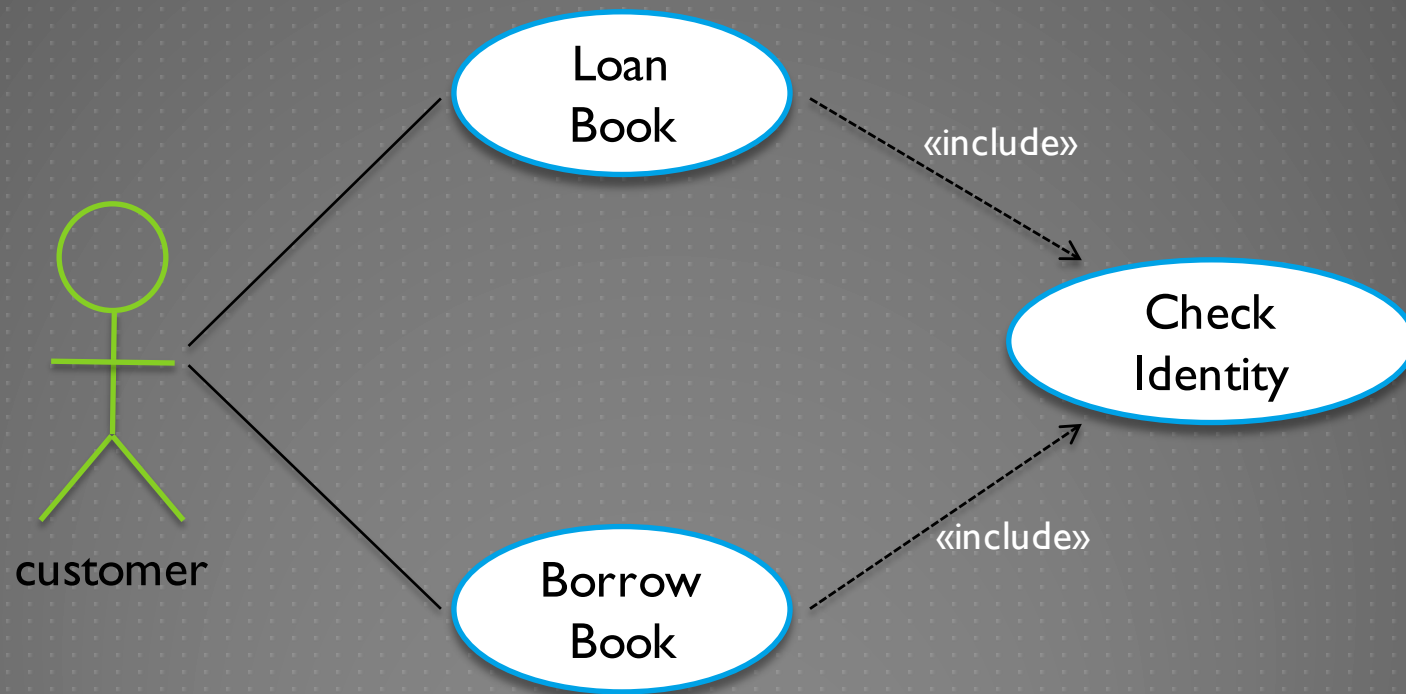 Loan
Book
«include»
Check
Identity
customer
«include»
Borrow
Book